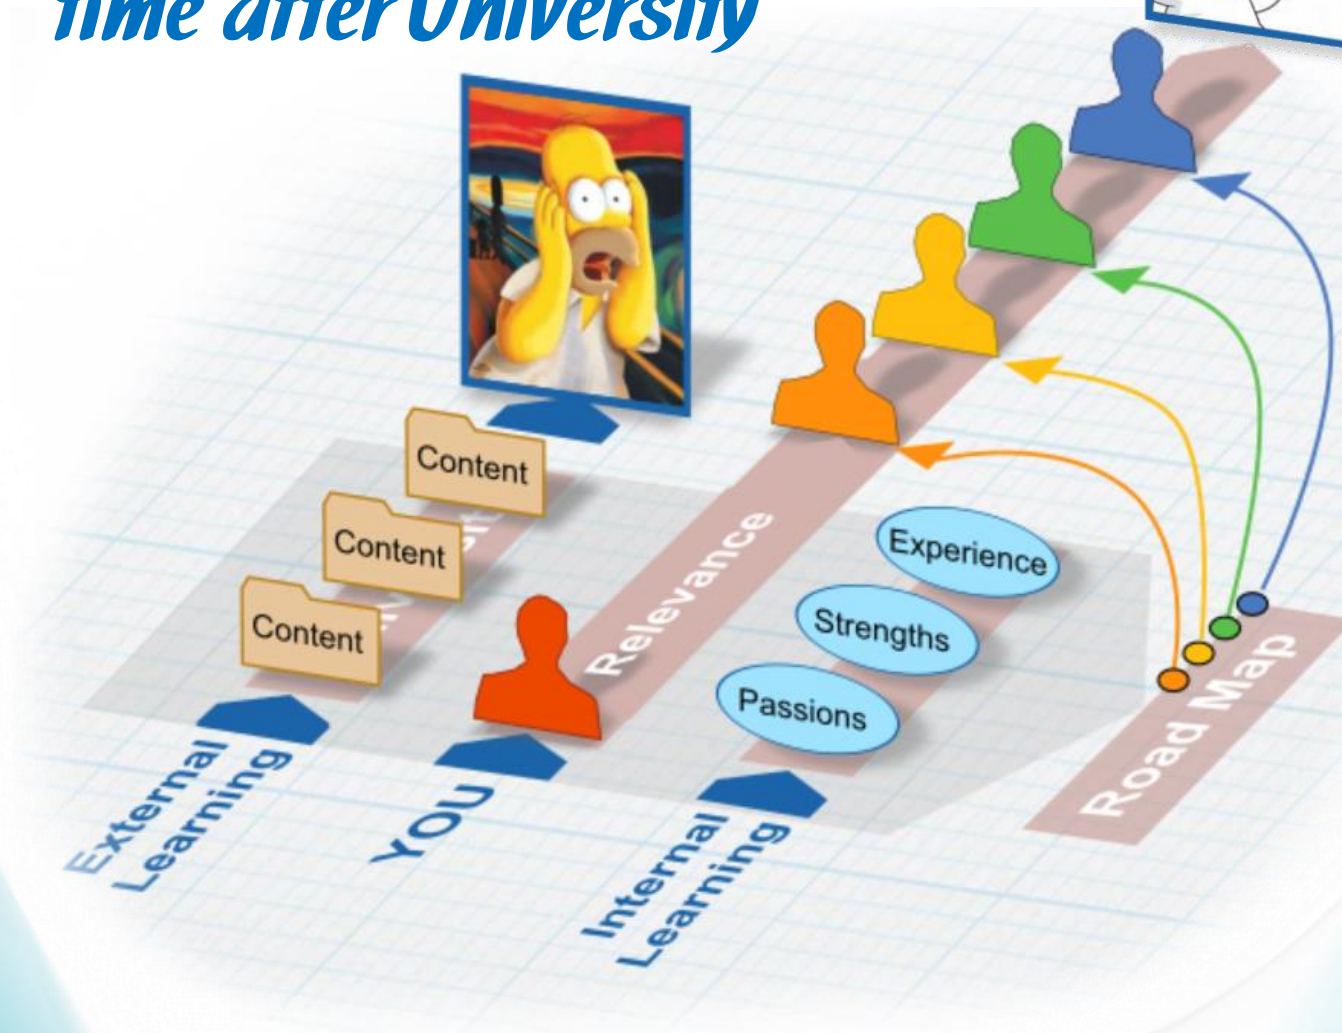 time after University
Content
Content
Content
Relevance
Experience
Strengths
Passions
Road Map
External
Learning
YOU
Internal
Learning